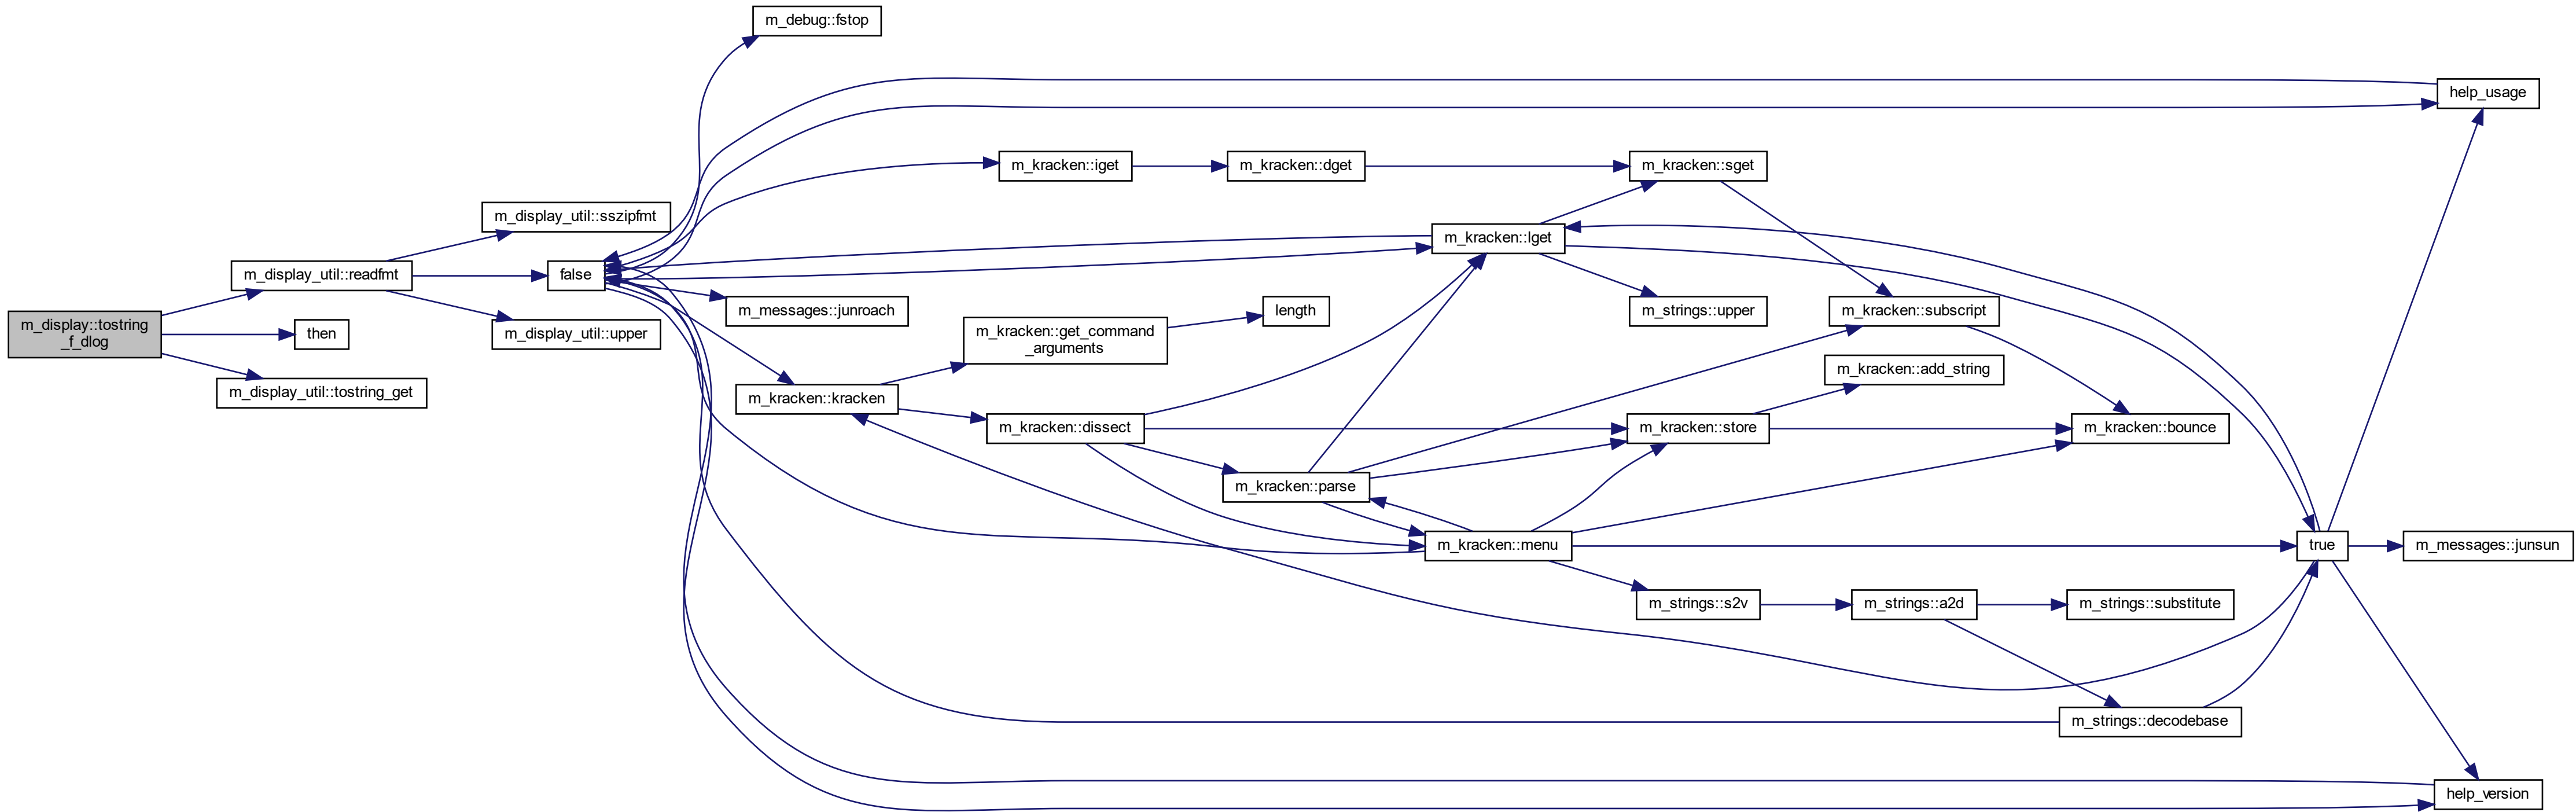 m_debug::fstop
help_usage
m_kracken::iget
m_kracken::dget
m_kracken::sget
m_display_util::sszipfmt
m_kracken::lget
m_display_util::readfmt
false
m_messages::junroach
length
m_strings::upper
m_kracken::subscript
m_display::tostring
_f_dlog
then
m_display_util::upper
m_kracken::get_command
_arguments
m_kracken::add_string
m_display_util::tostring_get
m_kracken::kracken
m_kracken::dissect
m_kracken::store
m_kracken::bounce
m_kracken::parse
m_kracken::menu
true
m_messages::junsun
m_strings::s2v
m_strings::a2d
m_strings::substitute
m_strings::decodebase
help_version